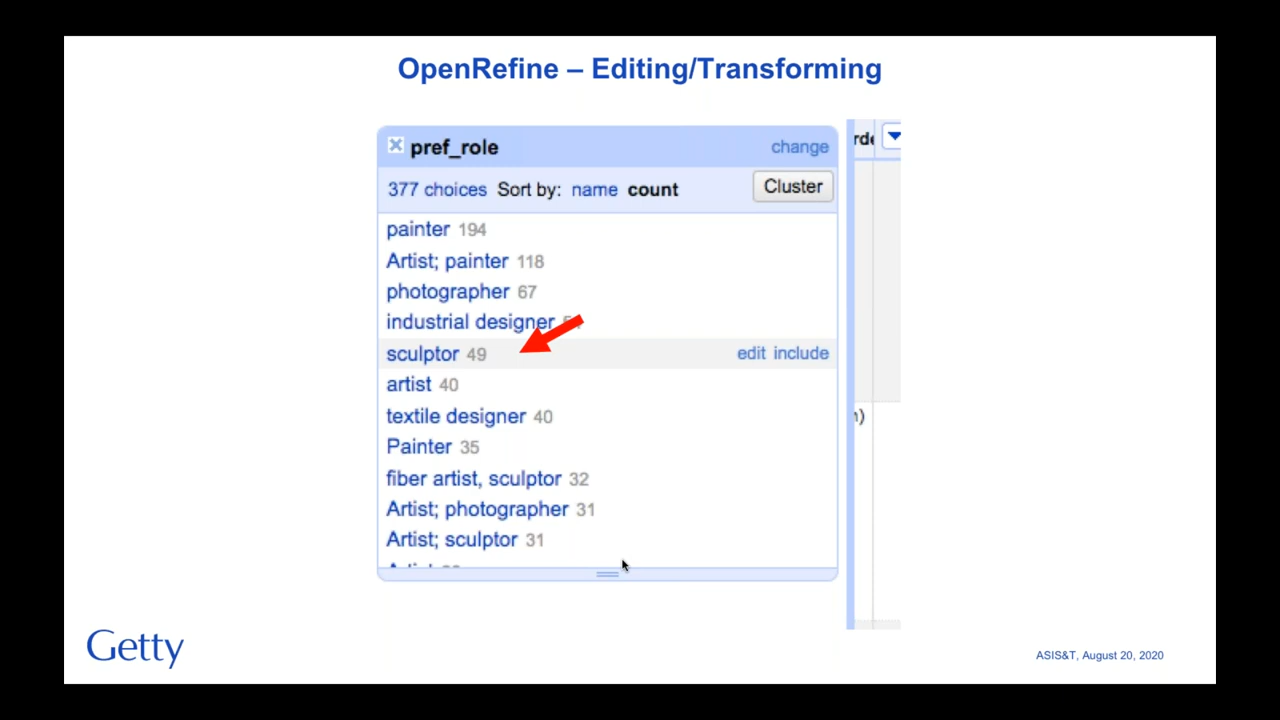 OpenRefine – Editing/Transforming
pref_role change
377 choices Sort by: name count Cluster
painter 194
Artist; painter 118
photographer 67
industrial designer
sculptor 49 edit include
artist 40
textile designer 40
Painter 35
fiber artist, sculptor 32
Artist; photographer 31
Artist; sculptor 31
Getty
ASIS&T, August 20, 2020